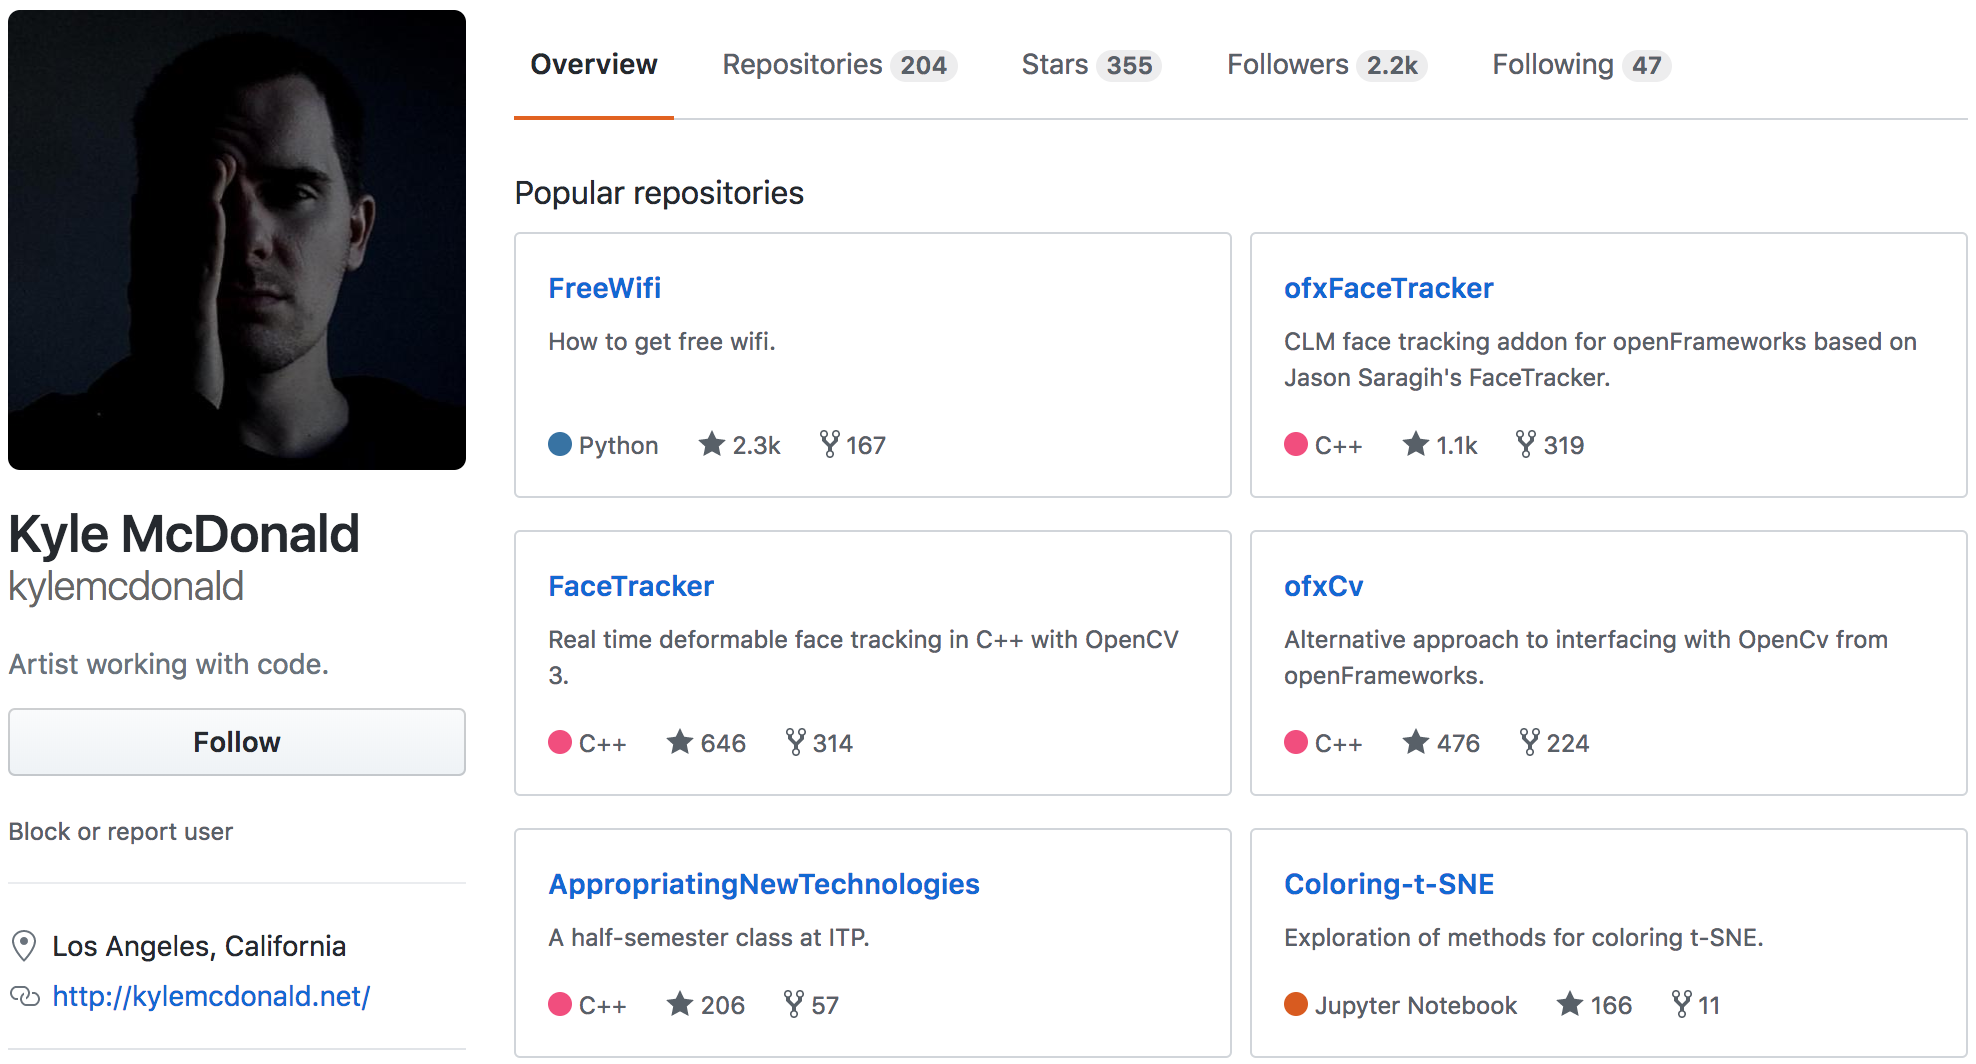 Overview Repositories 204 Stars 355 Followers 2.2k Following 47
Popular repositories
FreeWifi
How to get free wifi.
Python 2.3k 167
ofxFaceTracker
CLM face tracking addon for openFrameworks based on
Jason Saragih's FaceTracker.
C++ 1.1k 319
FaceTracker
Real time deformable face tracking in C++ with OpenCV
3.
C++ 646 314
ofxCv
Alternative approach to interfacing with OpenCv from
openFrameworks.
C++ 476 224
AppropriatingNewTechnologies
A half-semester class at ITP.
C++ 206 57
Coloring-t-SNE
Exploration of methods for coloring t-SNE.
Jupyter Notebook 166 11
Kyle McDonald
kylemcdonald
Artist working with code.
Follow
Block or report user
Los Angeles, California
http://kylemcdonald.net/